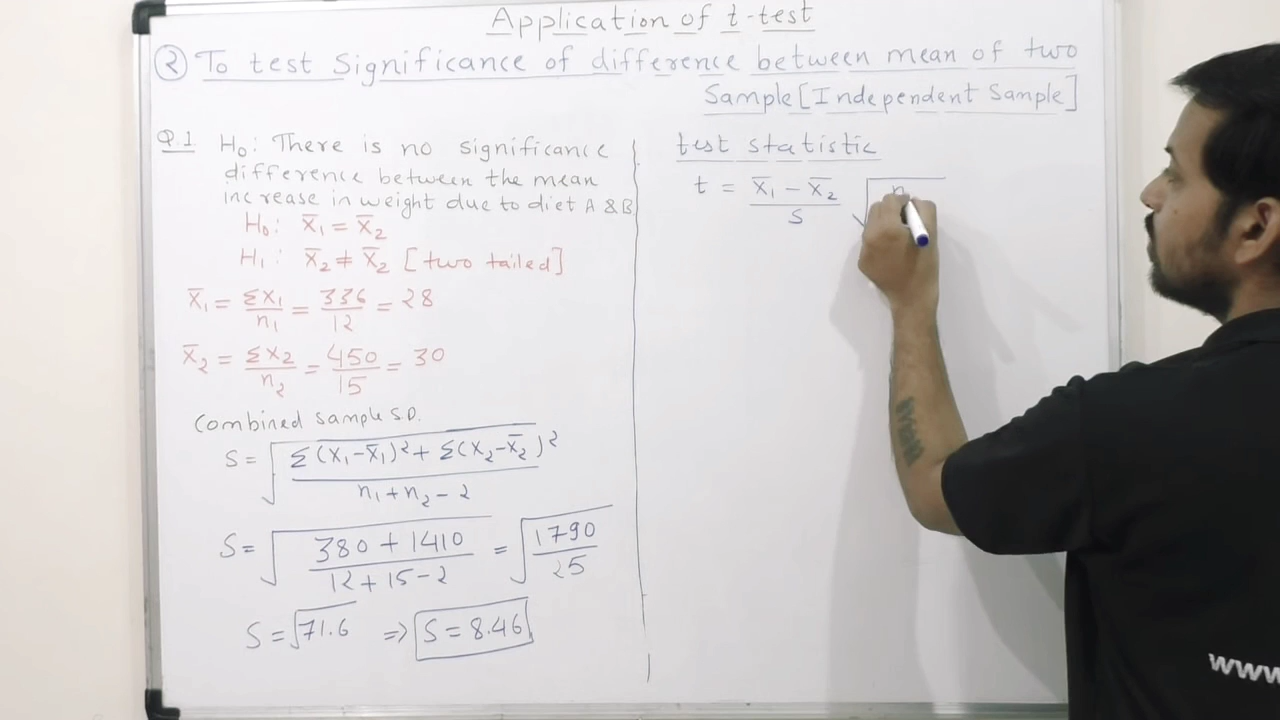 Application of t-test
② To test Significance of difference between mean of two
Sample [Independent Sample]
Q.1 H₀: There is no significance
difference between the mean
increase in weight due to diet A & B
H₀: x̄₁ = x̄₂
H₁: x̄₂ ≠ x̄₂ [two tailed]
x̄₁ = Σx₁/n₁ = 336/12 = 28
x̄₂ = Σx₂/n₂ = 450/15 = 30
Combined sample S.D.
S = √((Σ(x₁-x̄₁)² + Σ(x₂-x̄₂)²)/(n₁+n₂-2))
S = √((380+1410)/(12+15-2)) = √(1790/25)
S = √71.6 ⇒ S = 8.46
test statistic
t = (x̄₁ - x̄₂)/S √n
www